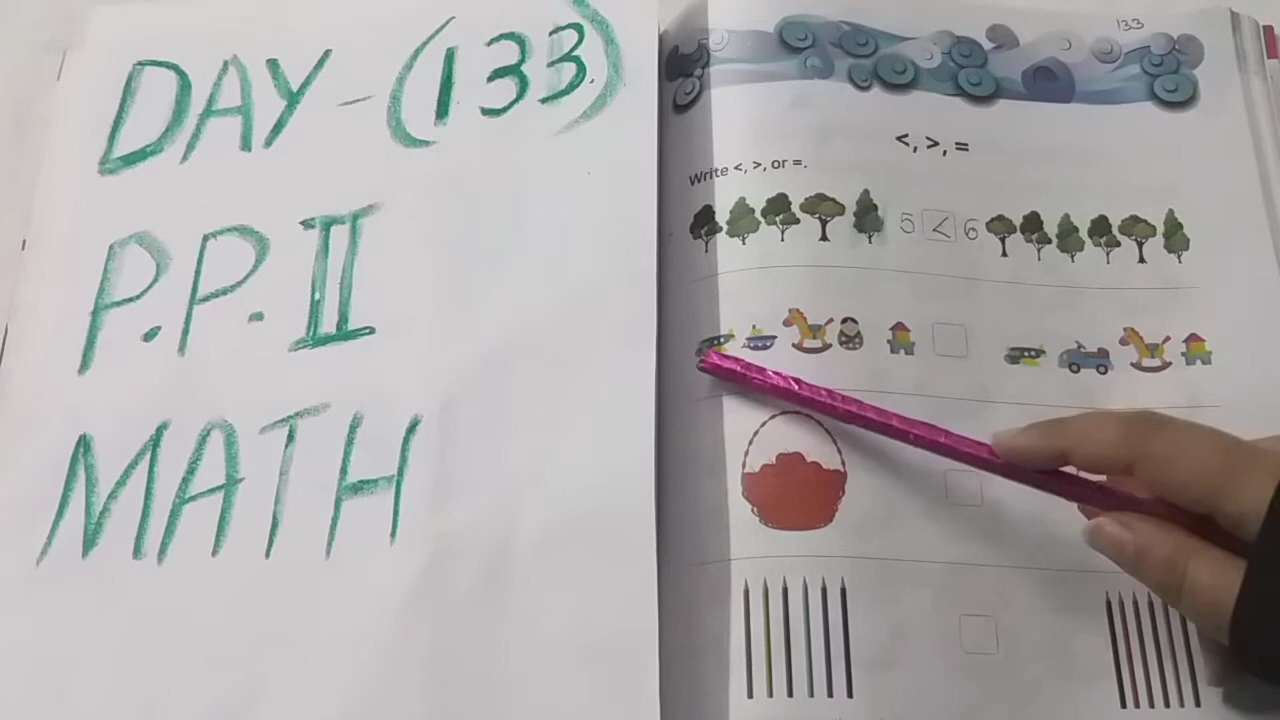 DAY - (133)
P.P. II
MATH
133
<, >, =
Write <, >, or =.
5 < 6